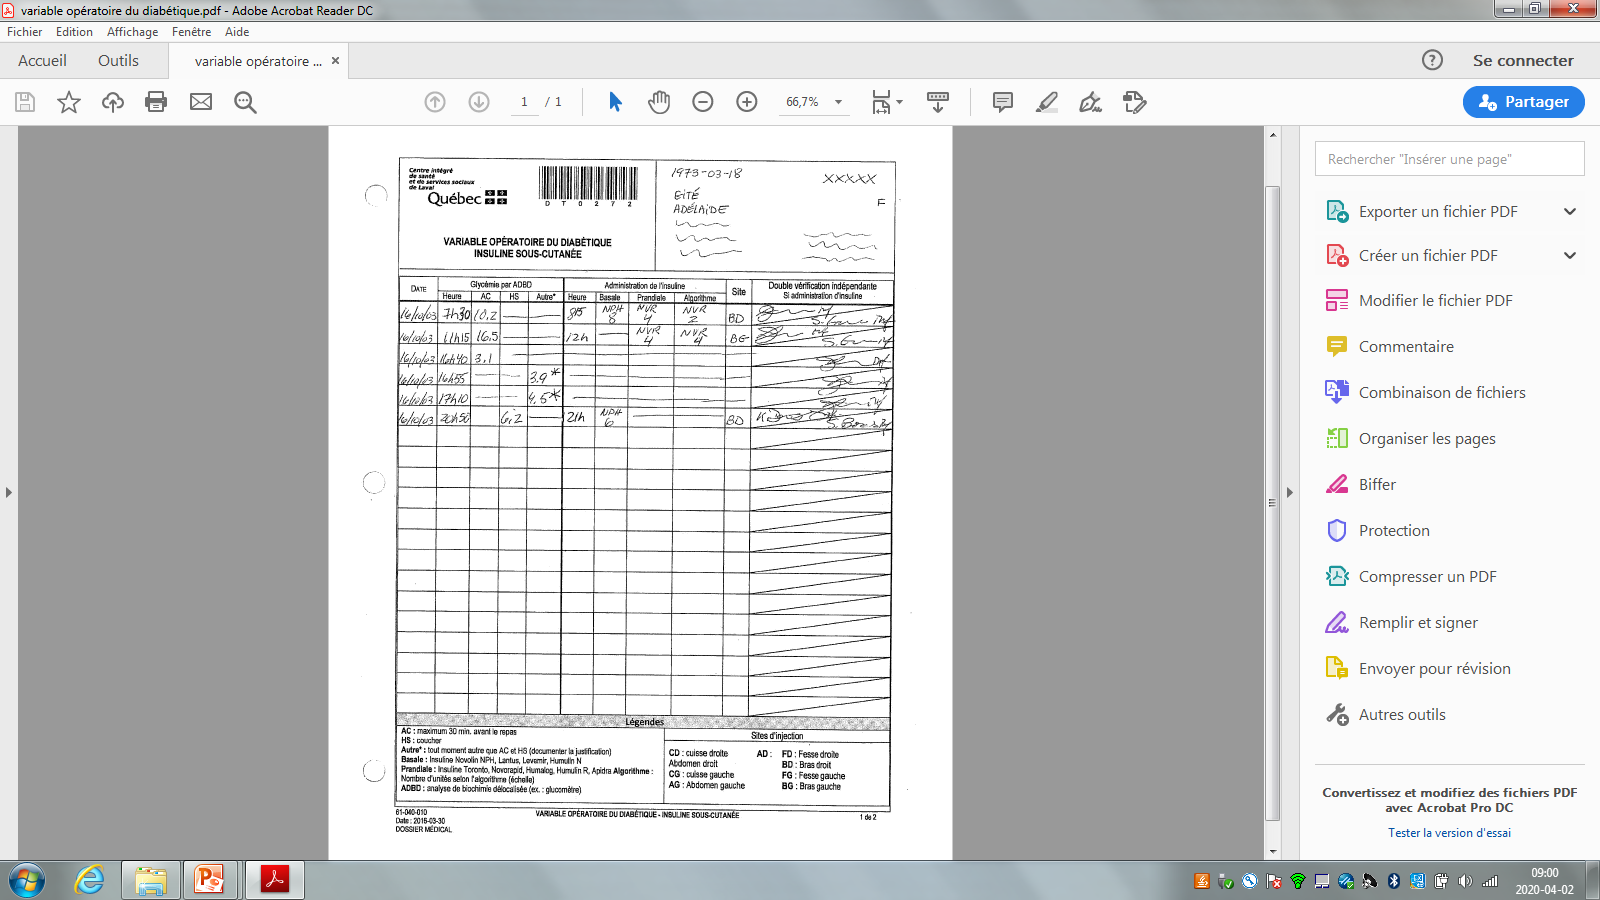 variable opératoire du diabétique.pdf - Adobe Acrobat Reader DC
Fichier Edition Affichage Fenêtre Aide
Accueil Outils variable opératoire ... × Se connecter
1 / 1 66,7% Partager
Centre intégré
de santé
et de services sociaux
de Laval
Québec
D T 0 2 7 2
1973-03-18 XXXXX
ÉITÉ F
ADÉLAIDE
VARIABLE OPÉRATOIRE DU DIABÉTIQUE
INSULINE SOUS-CUTANÉE
DATE Glycémie par ADBD Administration de l'insuline Site Double vérification indépendante
Si administration d'insuline
Heure AC HS Autre* Heure Basale Prandiale Algorithme
16/10/03 7h30 10.2 815 NPH 8 NVR 4 NVR 2 BD
16/10/03 11h15 16.5 12h NVR 4 NVR 4 BG
16/10/03 16h40 3.1
16/10/03 16h55 3.9*
16/10/03 17h10 4.5*
16/10/03 20h50 6.2 21h NPH 6 BD
Légendes
AC : maximum 30 min. avant le repas
HS : coucher
Autre* : tout moment autre que AC et HS (documenter la justification)
Basale : Insuline Novolin NPH, Lantus, Levemir, Humulin N
Prandiale : Insuline Toronto, Novorapid, Humalog, Humulin R, Apidra Algorithme :
Nombre d'unités selon l'algorithme (échelle)
ADBD : analyse de biochimie délocalisée (ex. : glucomètre)
Sites d'injection
CD : cuisse droite AD : FD : Fesse droite
Abdomen droit BD : Bras droit
CG : cuisse gauche FG : Fesse gauche
AG : Abdomen gauche BG : Bras gauche
61-040-010
Date : 2015-03-30
DOSSIER MÉDICAL
VARIABLE OPÉRATOIRE DU DIABÉTIQUE - INSULINE SOUS-CUTANÉE 1 de 2
Rechercher "Insérer une page"
Exporter un fichier PDF
Créer un fichier PDF
Modifier le fichier PDF
Commentaire
Combinaison de fichiers
Organiser les pages
Biffer
Protection
Compresser un PDF
Remplir et signer
Envoyer pour révision
Autres outils
Convertissez et modifiez des fichiers PDF
avec Acrobat Pro DC
Tester la version d'essai
09:00
2020-04-02